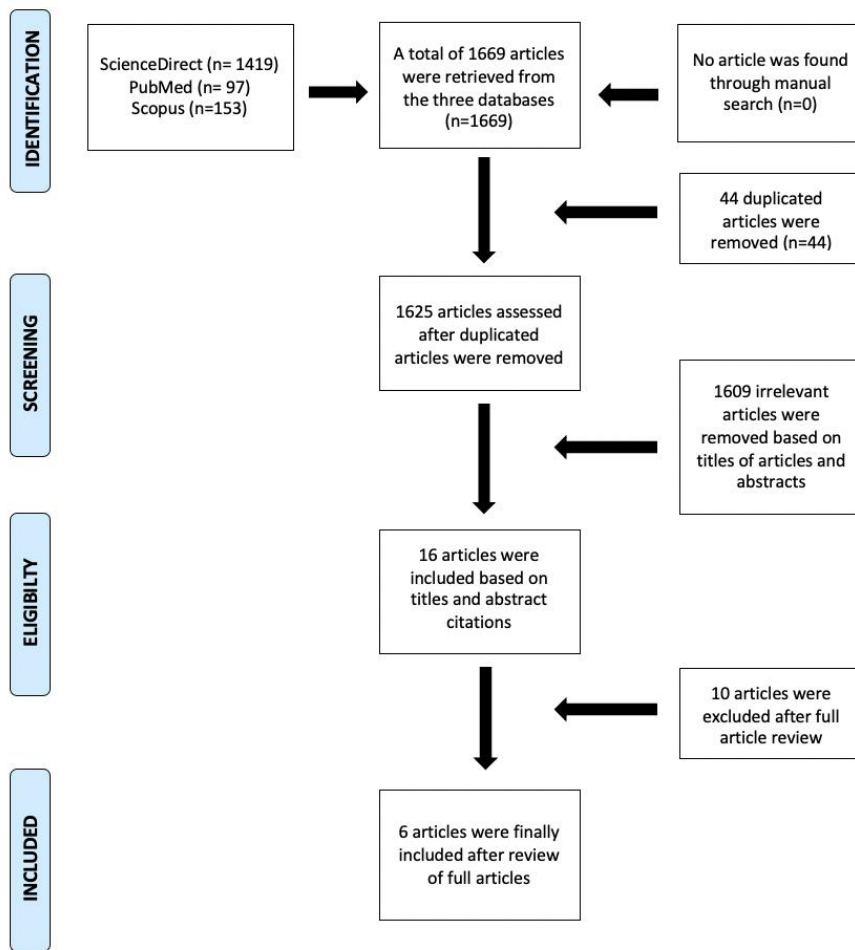 IDENTIFICATION
ScienceDirect (n= 1419)
PubMed (n= 97)
Scopus (n=153)
A total of 1669 articles
were retrieved from
the three databases
(n=1669)
No article was found
through manual
search (n=0)
44 duplicated
articles were
removed (n=44)
SCREENING
1625 articles assessed
after duplicated
articles were removed
1609 irrelevant
articles were
removed based on
titles of articles and
abstracts
ELIGIBILTY
16 articles were
included based on
titles and abstract
citations
10 articles were
excluded after full
article review
INCLUDED
6 articles were finally
included after review
of full articles